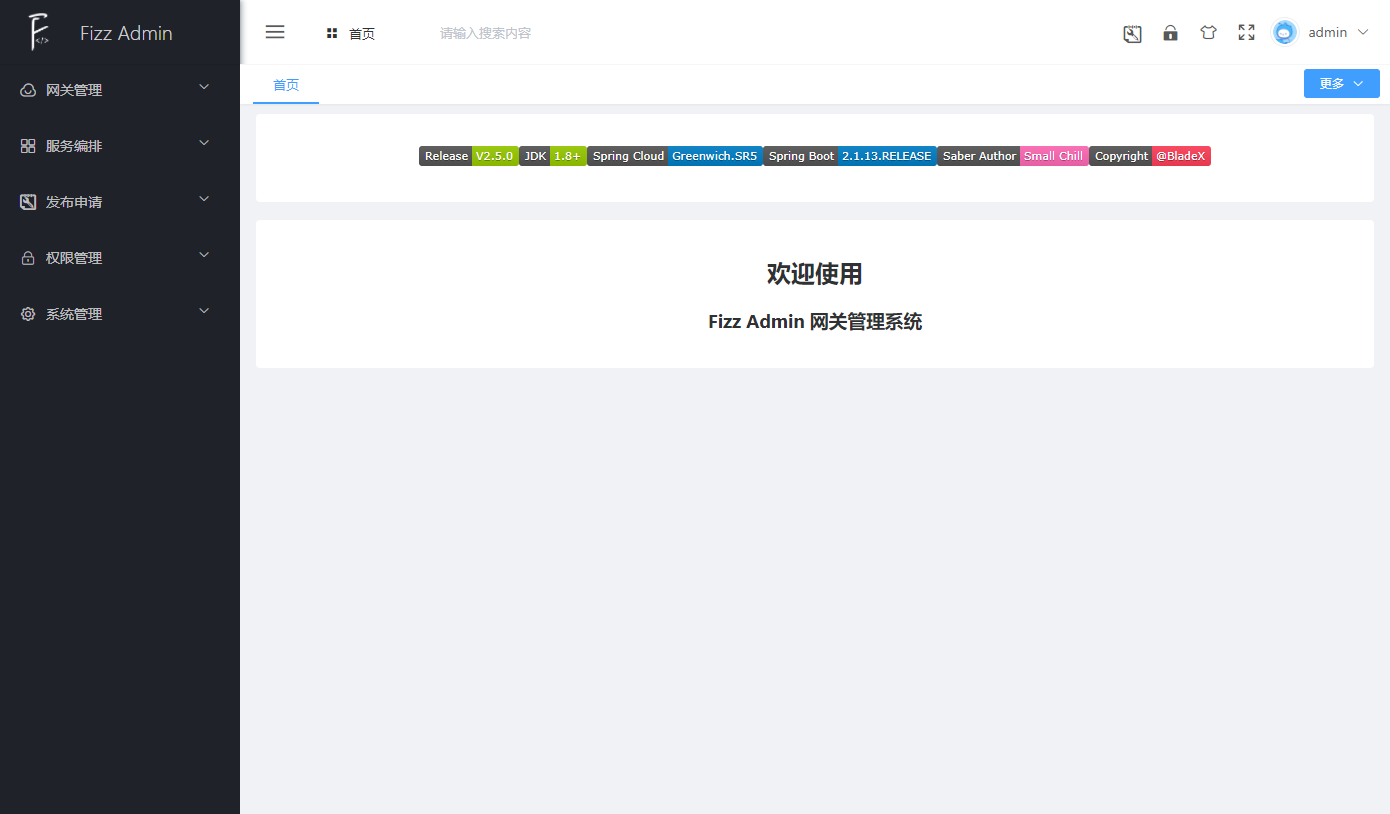 Fizz Admin
首页
请输入搜索内容
admin
网关管理
服务编排
发布申请
权限管理
系统管理
首页
更多
Release V2.5.0 JDK 1.8+ Spring Cloud Greenwich.SR5 Spring Boot 2.1.13.RELEASE Saber Author Small Chill Copyright @BladeX
欢迎使用
Fizz Admin 网关管理系统